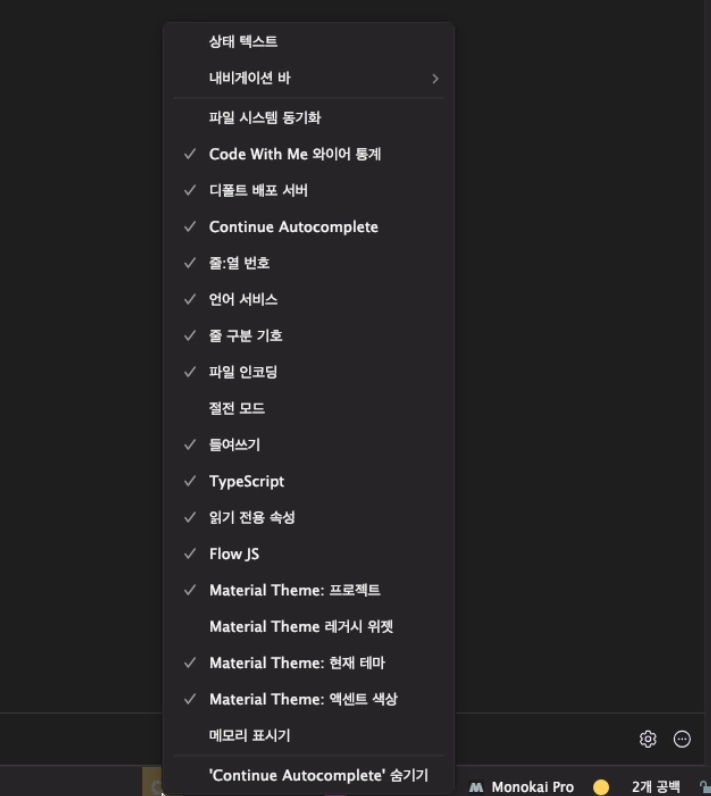 상태 텍스트
내비게이션 바
파일 시스템 동기화
Code With Me 와이어 통계
디폴트 배포 서버
Continue Autocomplete
줄:열 번호
언어 서비스
줄 구분 기호
파일 인코딩
절전 모드
들여쓰기
TypeScript
읽기 전용 속성
Flow JS
Material Theme: 프로젝트
Material Theme 레거시 위젯
Material Theme: 현재 테마
Material Theme: 액센트 색상
메모리 표시기
'Continue Autocomplete' 숨기기
Monokai Pro 2개 공백